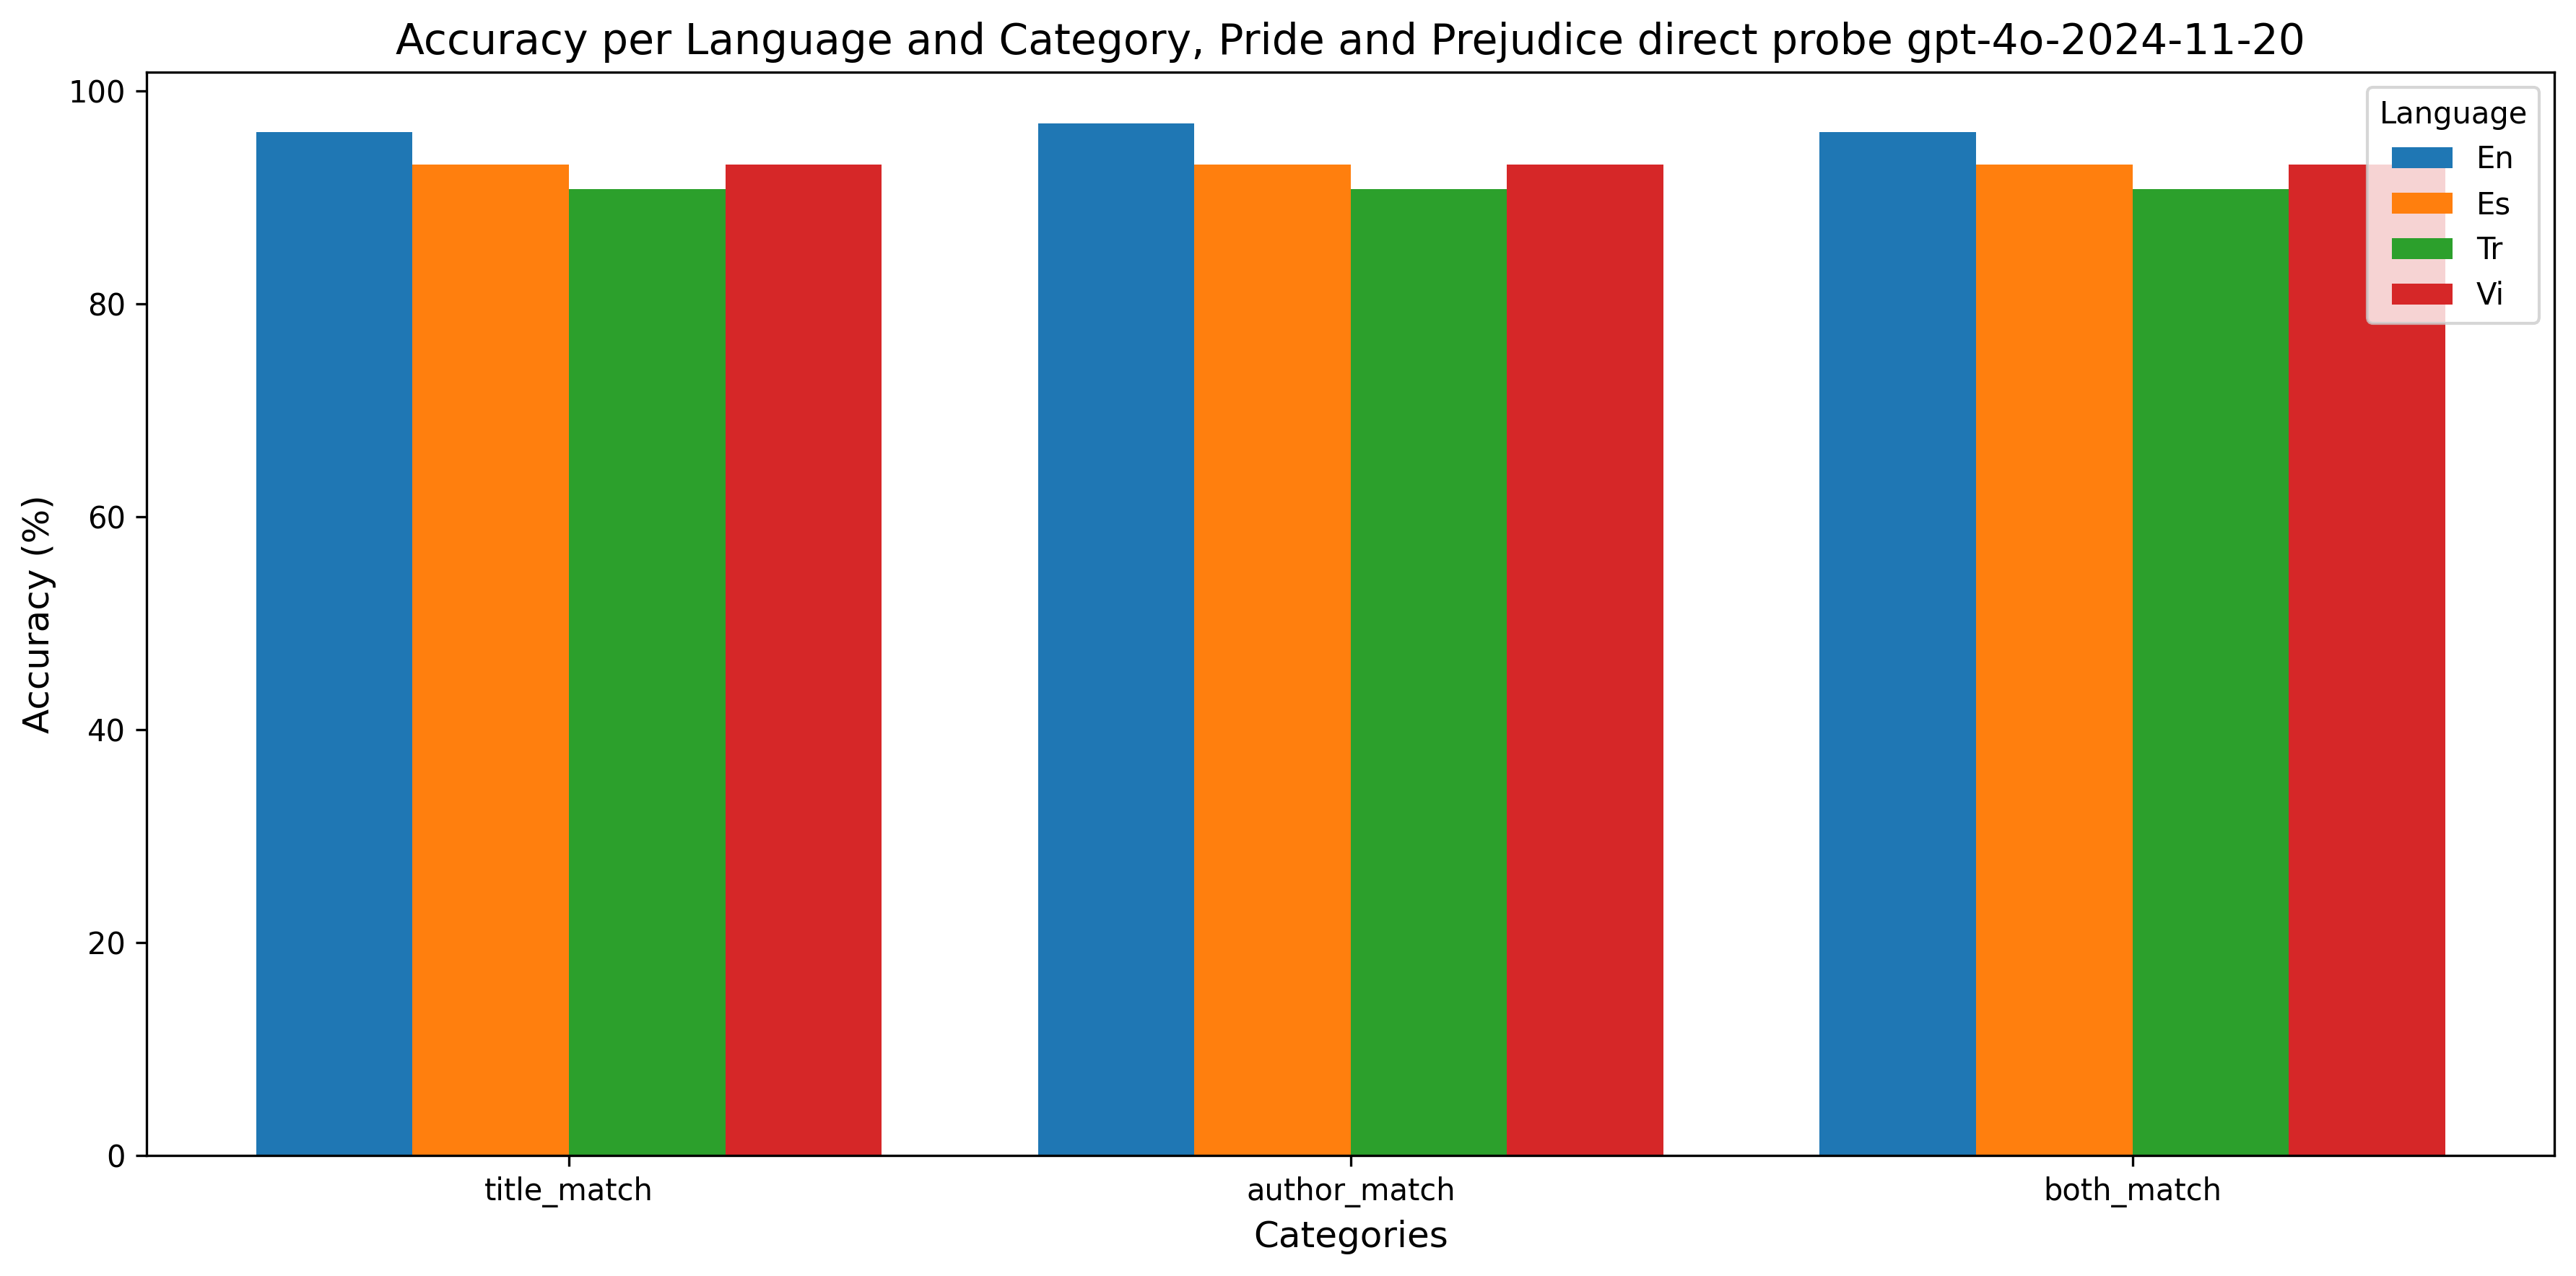 Accuracy per Language and Category, Pride and Prejudice direct probe gpt-4o-2024-11-20
Accuracy (%)
100
80
60
40
20
0
Language
En
Es
Tr
Vi
title_match
author_match
both_match
Categories